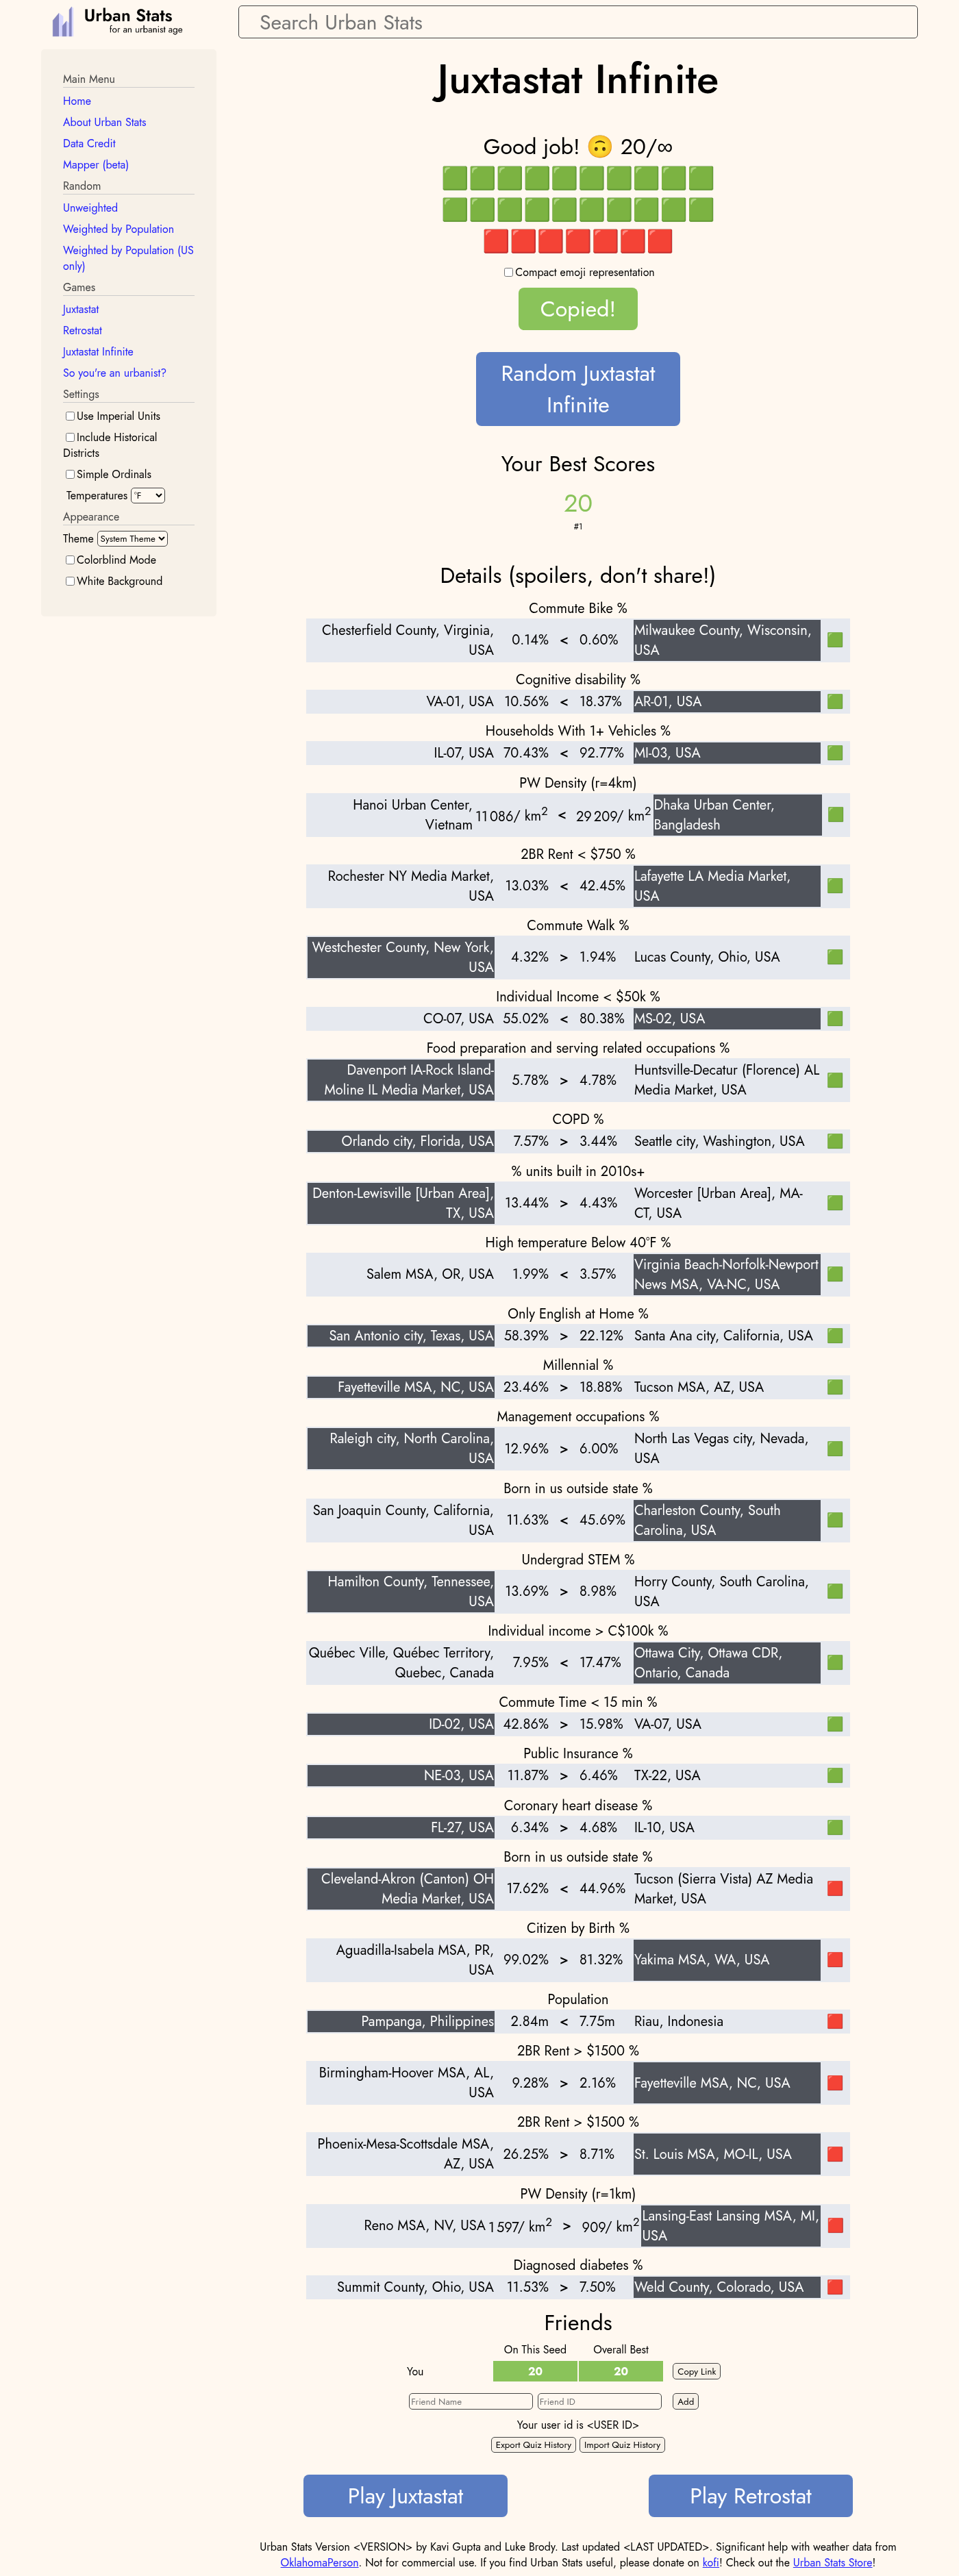 Urban Stats
for an urbanist age
Search Urban Stats
Main Menu
Home
About Urban Stats
Data Credit
Mapper (beta)
Random
Unweighted
Weighted by Population
Weighted by Population (US
only)
Games
Juxtastat
Retrostat
Juxtastat Infinite
So you're an urbanist?
Settings
Use Imperial Units
Include Historical
Districts
Simple Ordinals
Temperatures °F
Appearance
Theme System Theme
Colorblind Mode
White Background
Juxtastat Infinite
Good job! 🙃 20/∞
🟩🟩🟩🟩🟩🟩🟩🟩🟩🟩
🟩🟩🟩🟩🟩🟩🟩🟩🟩🟩
🟥🟥🟥🟥🟥🟥🟥
Compact emoji representation
Copied!
Random Juxtastat
Infinite
Your Best Scores
20
#1
Details (spoilers, don't share!)
Commute Bike %
Chesterfield County, Virginia,
USA
0.14% < 0.60%
Milwaukee County, Wisconsin,
USA
🟩
Cognitive disability %
VA-01, USA 10.56% < 18.37% AR-01, USA 🟩
Households With 1+ Vehicles %
IL-07, USA 70.43% < 92.77% MI-03, USA 🟩
PW Density (r=4km)
Hanoi Urban Center,
Vietnam
11 086/ km2 < 29 209/ km2
Dhaka Urban Center,
Bangladesh
🟩
2BR Rent < $750 %
Rochester NY Media Market,
USA
13.03% < 42.45%
Lafayette LA Media Market,
USA
🟩
Commute Walk %
Westchester County, New York,
USA
4.32% > 1.94% Lucas County, Ohio, USA 🟩
Individual Income < $50k %
CO-07, USA 55.02% < 80.38% MS-02, USA 🟩
Food preparation and serving related occupations %
Davenport IA-Rock Island-
Moline IL Media Market, USA
5.78% > 4.78%
Huntsville-Decatur (Florence) AL
Media Market, USA
🟩
COPD %
Orlando city, Florida, USA 7.57% > 3.44% Seattle city, Washington, USA 🟩
% units built in 2010s+
Denton-Lewisville [Urban Area],
TX, USA
13.44% > 4.43%
Worcester [Urban Area], MA-
CT, USA
🟩
High temperature Below 40°F %
Salem MSA, OR, USA 1.99% < 3.57%
Virginia Beach-Norfolk-Newport
News MSA, VA-NC, USA
🟩
Only English at Home %
San Antonio city, Texas, USA 58.39% > 22.12% Santa Ana city, California, USA 🟩
Millennial %
Fayetteville MSA, NC, USA 23.46% > 18.88% Tucson MSA, AZ, USA 🟩
Management occupations %
Raleigh city, North Carolina,
USA
12.96% > 6.00%
North Las Vegas city, Nevada,
USA
🟩
Born in us outside state %
San Joaquin County, California,
USA
11.63% < 45.69%
Charleston County, South
Carolina, USA
🟩
Undergrad STEM %
Hamilton County, Tennessee,
USA
13.69% > 8.98%
Horry County, South Carolina,
USA
🟩
Individual income > C$100k %
Québec Ville, Québec Territory,
Quebec, Canada
7.95% < 17.47%
Ottawa City, Ottawa CDR,
Ontario, Canada
🟩
Commute Time < 15 min %
ID-02, USA 42.86% > 15.98% VA-07, USA 🟩
Public Insurance %
NE-03, USA 11.87% > 6.46% TX-22, USA 🟩
Coronary heart disease %
FL-27, USA 6.34% > 4.68% IL-10, USA 🟩
Born in us outside state %
Cleveland-Akron (Canton) OH
Media Market, USA
17.62% < 44.96%
Tucson (Sierra Vista) AZ Media
Market, USA
🟥
Citizen by Birth %
Aguadilla-Isabela MSA, PR,
USA
99.02% > 81.32% Yakima MSA, WA, USA 🟥
Population
Pampanga, Philippines 2.84m < 7.75m Riau, Indonesia 🟥
2BR Rent > $1500 %
Birmingham-Hoover MSA, AL,
USA
9.28% > 2.16% Fayetteville MSA, NC, USA 🟥
2BR Rent > $1500 %
Phoenix-Mesa-Scottsdale MSA,
AZ, USA
26.25% > 8.71% St. Louis MSA, MO-IL, USA 🟥
PW Density (r=1km)
Reno MSA, NV, USA 1 597/ km2 > 909/ km2
Lansing-East Lansing MSA, MI,
USA
🟥
Diagnosed diabetes %
Summit County, Ohio, USA 11.53% > 7.50% Weld County, Colorado, USA 🟥
Friends
On This Seed Overall Best
You 20 20 Copy Link
Friend Name Friend ID Add
Your user id is <USER ID>
Export Quiz History Import Quiz History
Play Juxtastat Play Retrostat
Urban Stats Version <VERSION> by Kavi Gupta and Luke Brody. Last updated <LAST UPDATED>. Significant help with weather data from
OklahomaPerson. Not for commercial use. If you find Urban Stats useful, please donate on kofi! Check out the Urban Stats Store!